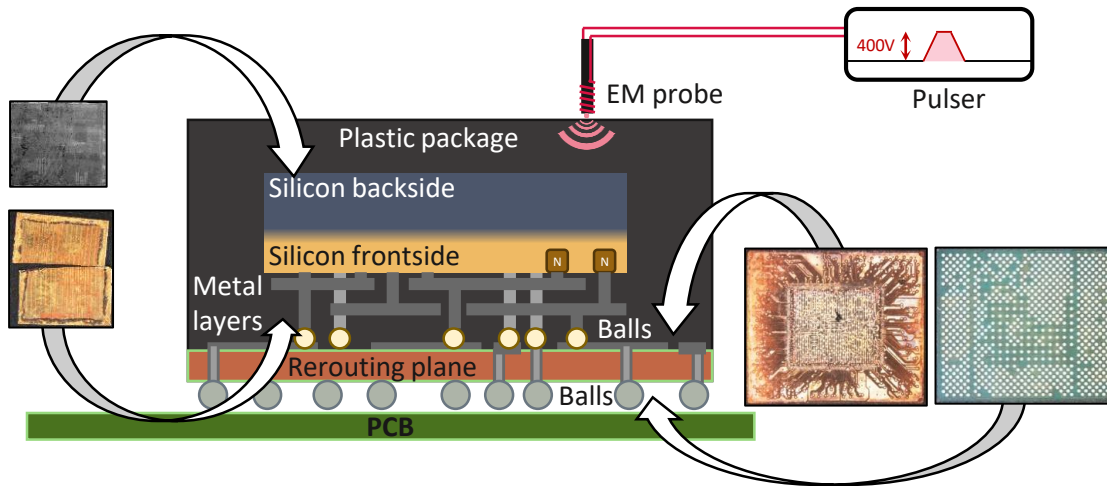 400V
EM probe
Pulser
Plastic package
Silicon backside
Silicon frontside
N
N
Metal
layers
Balls
Rerouting plane
Balls
PCB